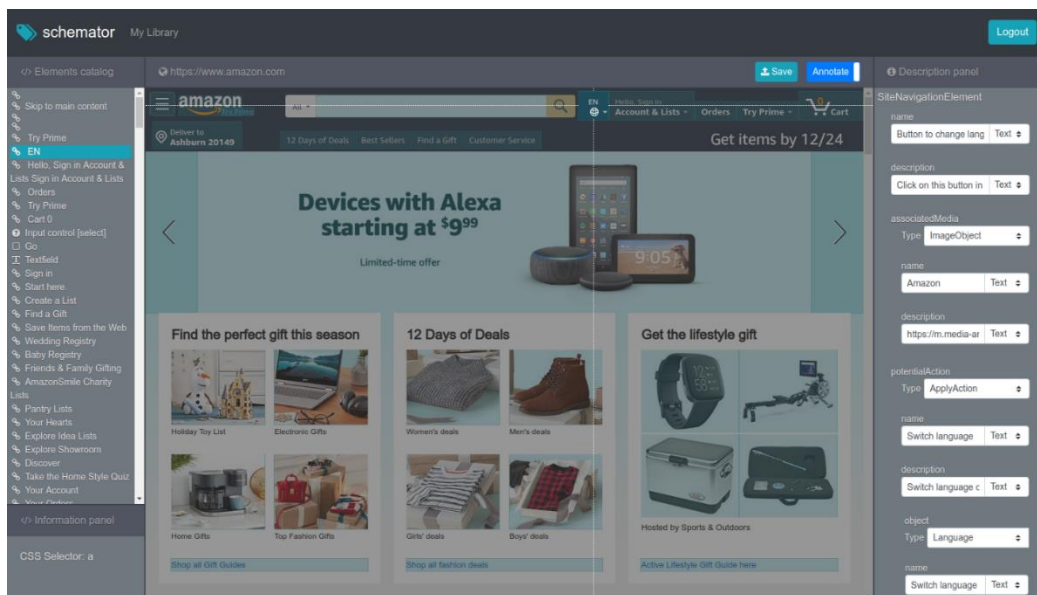 schemator My Library Logout
</> Elements catalog
https://www.amazon.com Save Annotate
Description panel
Skip to main content
Try Prime
EN
Hello, Sign in Account &
Lists Sign in Account & Lists
Orders
Try Prime
Cart 0
Input control [select]
Go
Textfield
Sign in
Start here.
Create a List
Find a Gift
Save Items from the Web
Wedding Registry
Baby Registry
Friends & Family Gifting
AmazonSmile Charity
Lists
Pantry Lists
Your Hearts
Explore Idea Lists
Explore Showroom
Discover
Take the Home Style Quiz
Your Account
Your Orders
</> Information panel
CSS Selector: a
amazon
Try Prime
All
EN
Hello, Sign in
Account & Lists Orders Try Prime 0 Cart
Deliver to
Ashburn 20149
12 Days of Deals Best Sellers Find a Gift Customer Service
Get items by 12/24
Devices with Alexa
starting at $999
Limited-time offer
9:05
Find the perfect gift this season
Holiday Toy List Electronic Gifts
Home Gifts Top Fashion Gifts
Shop all Gift Guides
12 Days of Deals
Women's deals Men's deals
Girls' deals Boys' deals
Shop all fashion deals
Get the lifestyle gift
Hosted by Sports & Outdoors
Active Lifestyle Gift Guide here
SiteNavigationElement
name
Button to change lang Text
description
Click on this button in Text
associatedMedia
Type ImageObject
name
Amazon Text
description
https://m.media-ar Text
potentialAction
Type ApplyAction
name
Switch language Text
description
Switch language c Text
object
Type Language
name
Switch language Text